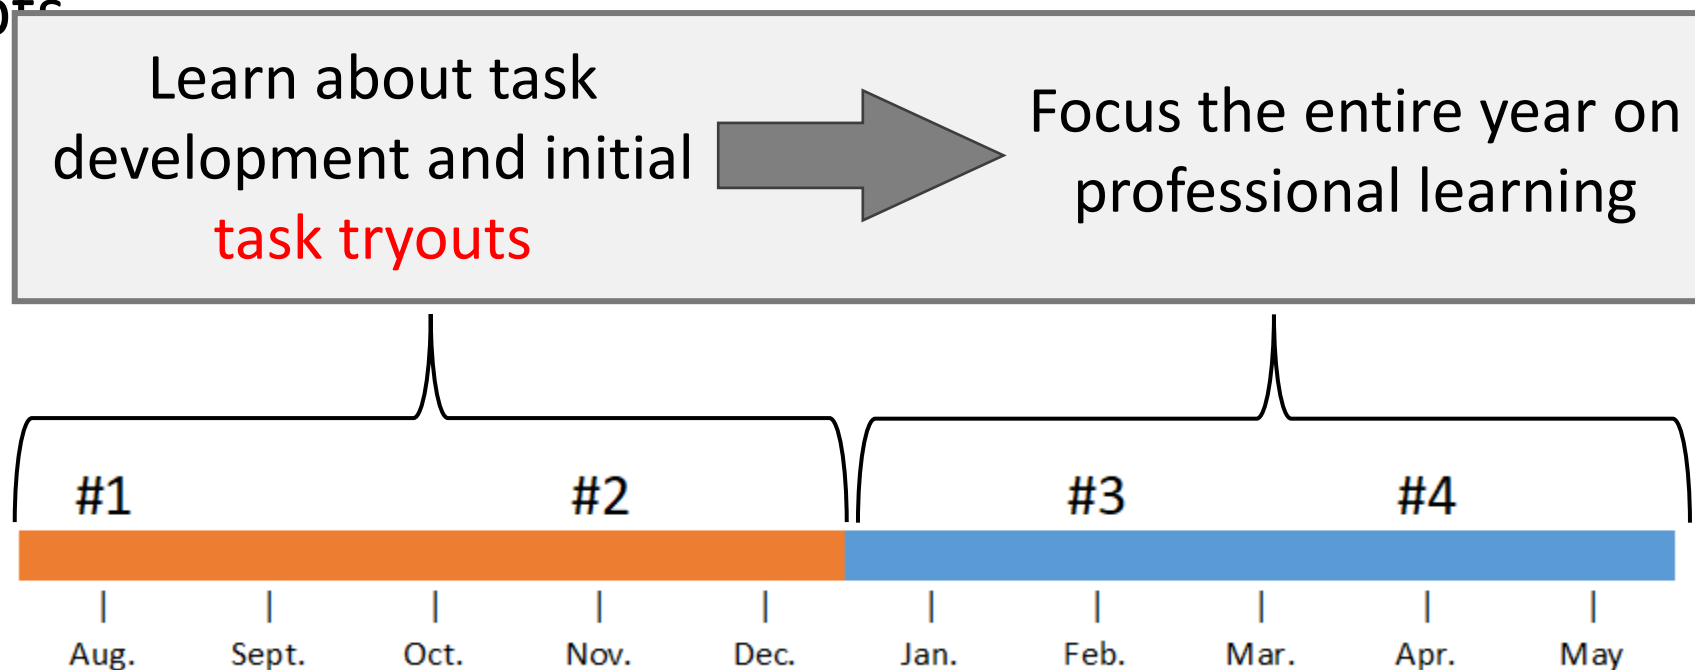 Learn about task
development and initial
task tryouts
Focus the entire year on
professional learning
#1 #2 #3 #4
Aug. Sept. Oct. Nov. Dec. Jan. Feb. Mar. Apr. May